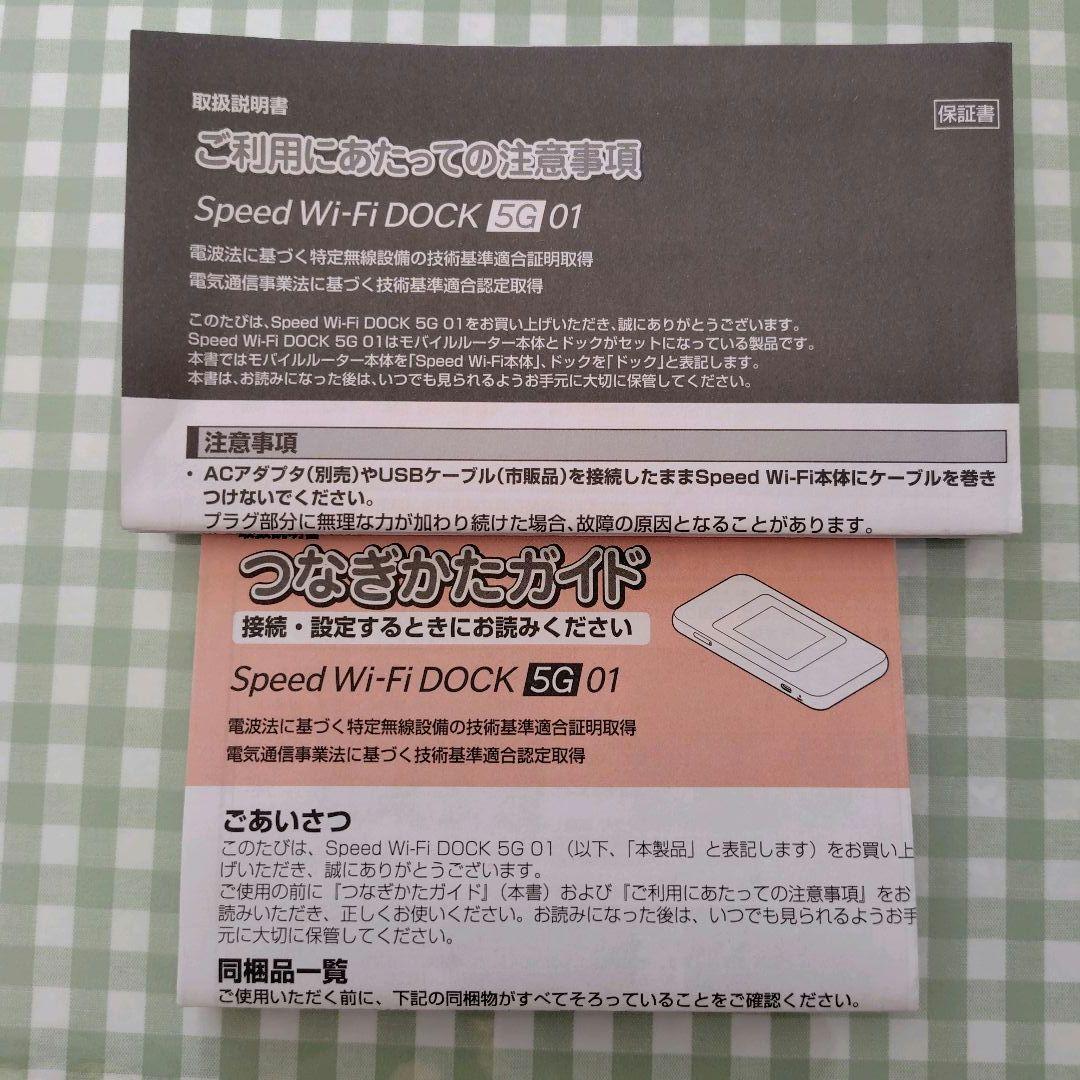 取扱説明書
保証書
ご利用にあたっての注意事項
Speed Wi-Fi DOCK 5G 01
電波法に基づく特定無線設備の技術基準適合証明取得
電気通信事業法に基づく技術基準適合認定取得
このたびは、Speed Wi-Fi DOCK 5G 01をお買い上げいただき、誠にありがとうございます。
Speed Wi-Fi DOCK 5G 01はモバイルルーター本体とドックがセットになっている製品です。
本書ではモバイルルーター本体を「Speed Wi-Fi本体」、ドックを「ドック」と表記します。
本書は、お読みになった後は、いつでも見られるようお手元に大切に保管してください。
注意事項
・ACアダプタ(別売)やUSBケーブル(市販品)を接続したままSpeed Wi-Fi本体にケーブルを巻き
つけないでください。
プラグ部分に無理な力が加わり続けた場合、故障の原因となることがあります。
取扱説明書
つなぎかたガイド
接続・設定するときにお読みください
Speed Wi-Fi DOCK 5G 01
電波法に基づく特定無線設備の技術基準適合証明取得
電気通信事業法に基づく技術基準適合認定取得
ごあいさつ
このたびは、Speed Wi-Fi DOCK 5G 01（以下、「本製品」と表記します）をお買い上
げいただき、誠にありがとうございます。
ご使用の前に『つなぎかたガイド』（本書）および『ご利用にあたっての注意事項』をお
読みいただき、正しくお使いください。お読みになった後は、いつでも見られるようお手
元に大切に保管してください。
同梱品一覧
ご使用いただく前に、下記の同梱物がすべてそろっていることをご確認ください。